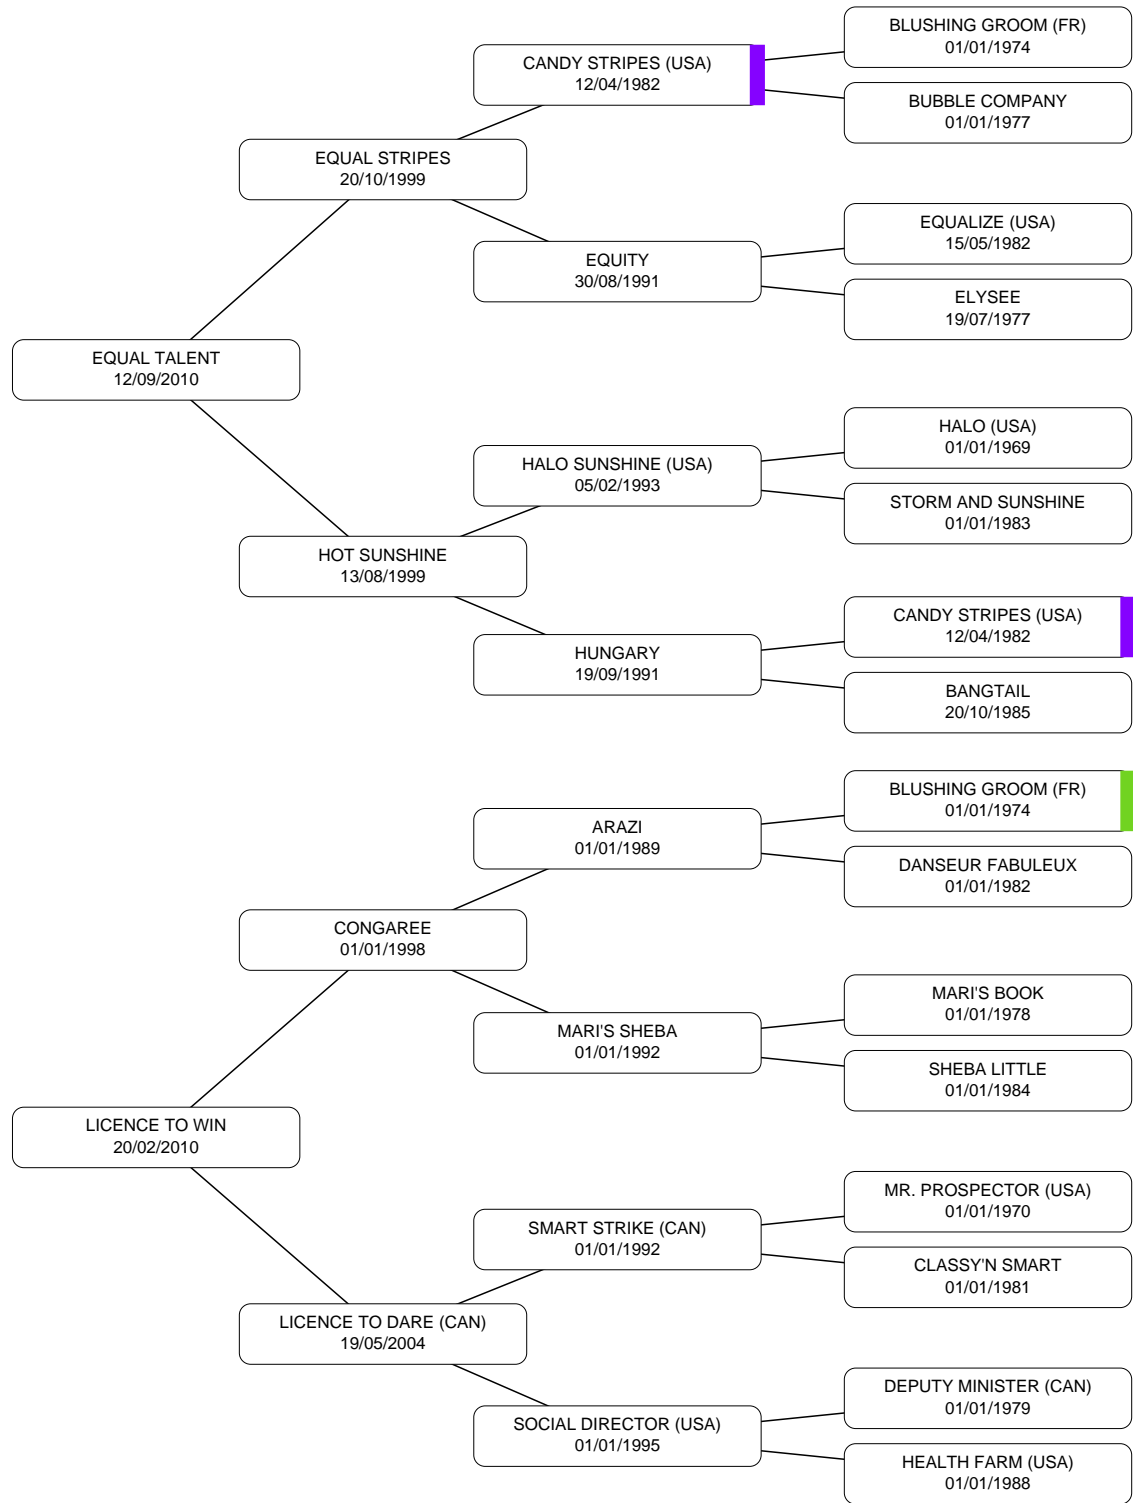 BLUSHING GROOM (FR)
01/01/1974
CANDY STRIPES (USA)
12/04/1982
BUBBLE COMPANY
01/01/1977
EQUAL STRIPES
20/10/1999
EQUALIZE (USA)
15/05/1982
EQUITY
30/08/1991
ELYSEE
19/07/1977
EQUAL TALENT
12/09/2010
HALO (USA)
01/01/1969
HALO SUNSHINE (USA)
05/02/1993
STORM AND SUNSHINE
01/01/1983
HOT SUNSHINE
13/08/1999
CANDY STRIPES (USA)
12/04/1982
HUNGARY
19/09/1991
BANGTAIL
20/10/1985
BLUSHING GROOM (FR)
01/01/1974
ARAZI
01/01/1989
DANSEUR FABULEUX
01/01/1982
CONGAREE
01/01/1998
MARI'S BOOK
01/01/1978
MARI'S SHEBA
01/01/1992
SHEBA LITTLE
01/01/1984
LICENCE TO WIN
20/02/2010
MR. PROSPECTOR (USA)
01/01/1970
SMART STRIKE (CAN)
01/01/1992
CLASSY'N SMART
01/01/1981
LICENCE TO DARE (CAN)
19/05/2004
DEPUTY MINISTER (CAN)
01/01/1979
SOCIAL DIRECTOR (USA)
01/01/1995
HEALTH FARM (USA)
01/01/1988